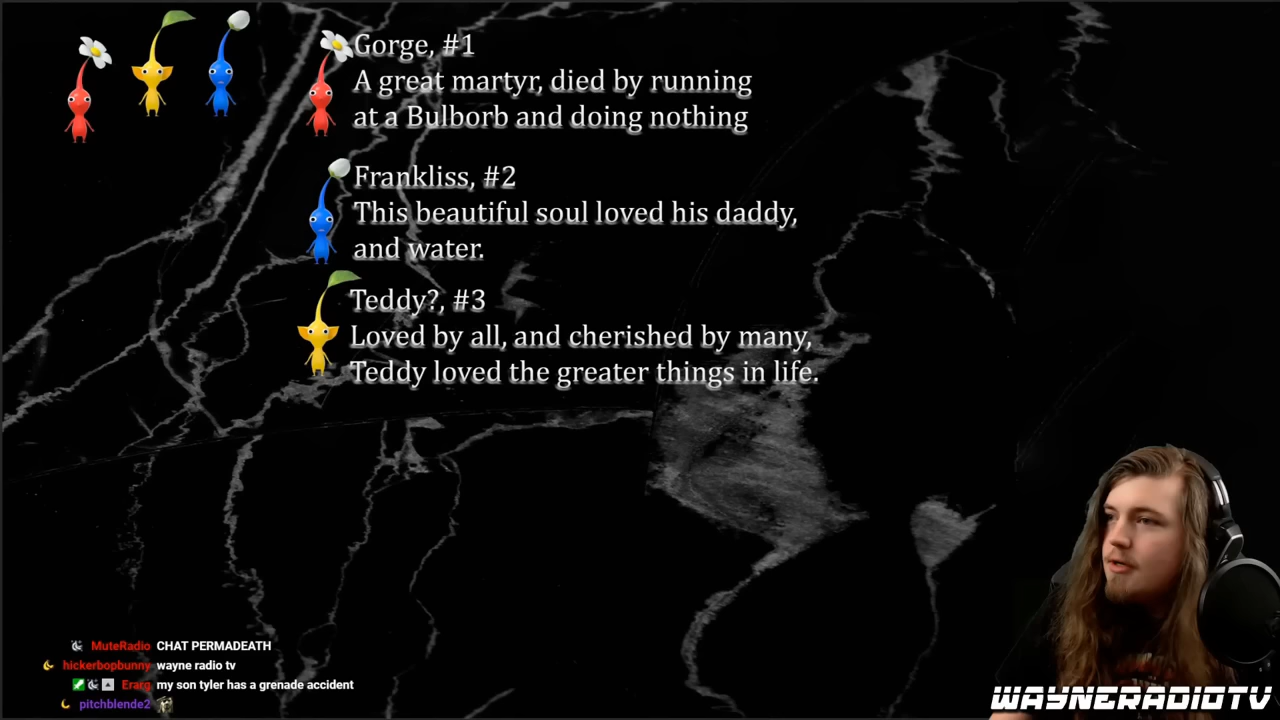 Gorge, #1
A great martyr, died by running
at a Bulborb and doing nothing
Frankliss, #2
This beautiful soul loved his daddy,
and water.
Teddy?, #3
Loved by all, and cherished by many,
Teddy loved the greater things in life.
MuteRadio CHAT PERMADEATH
hickerbopbunny wayne radio tv
Erarg my son tyler has a grenade accident
pitchblende2
WAYNERADIOTV